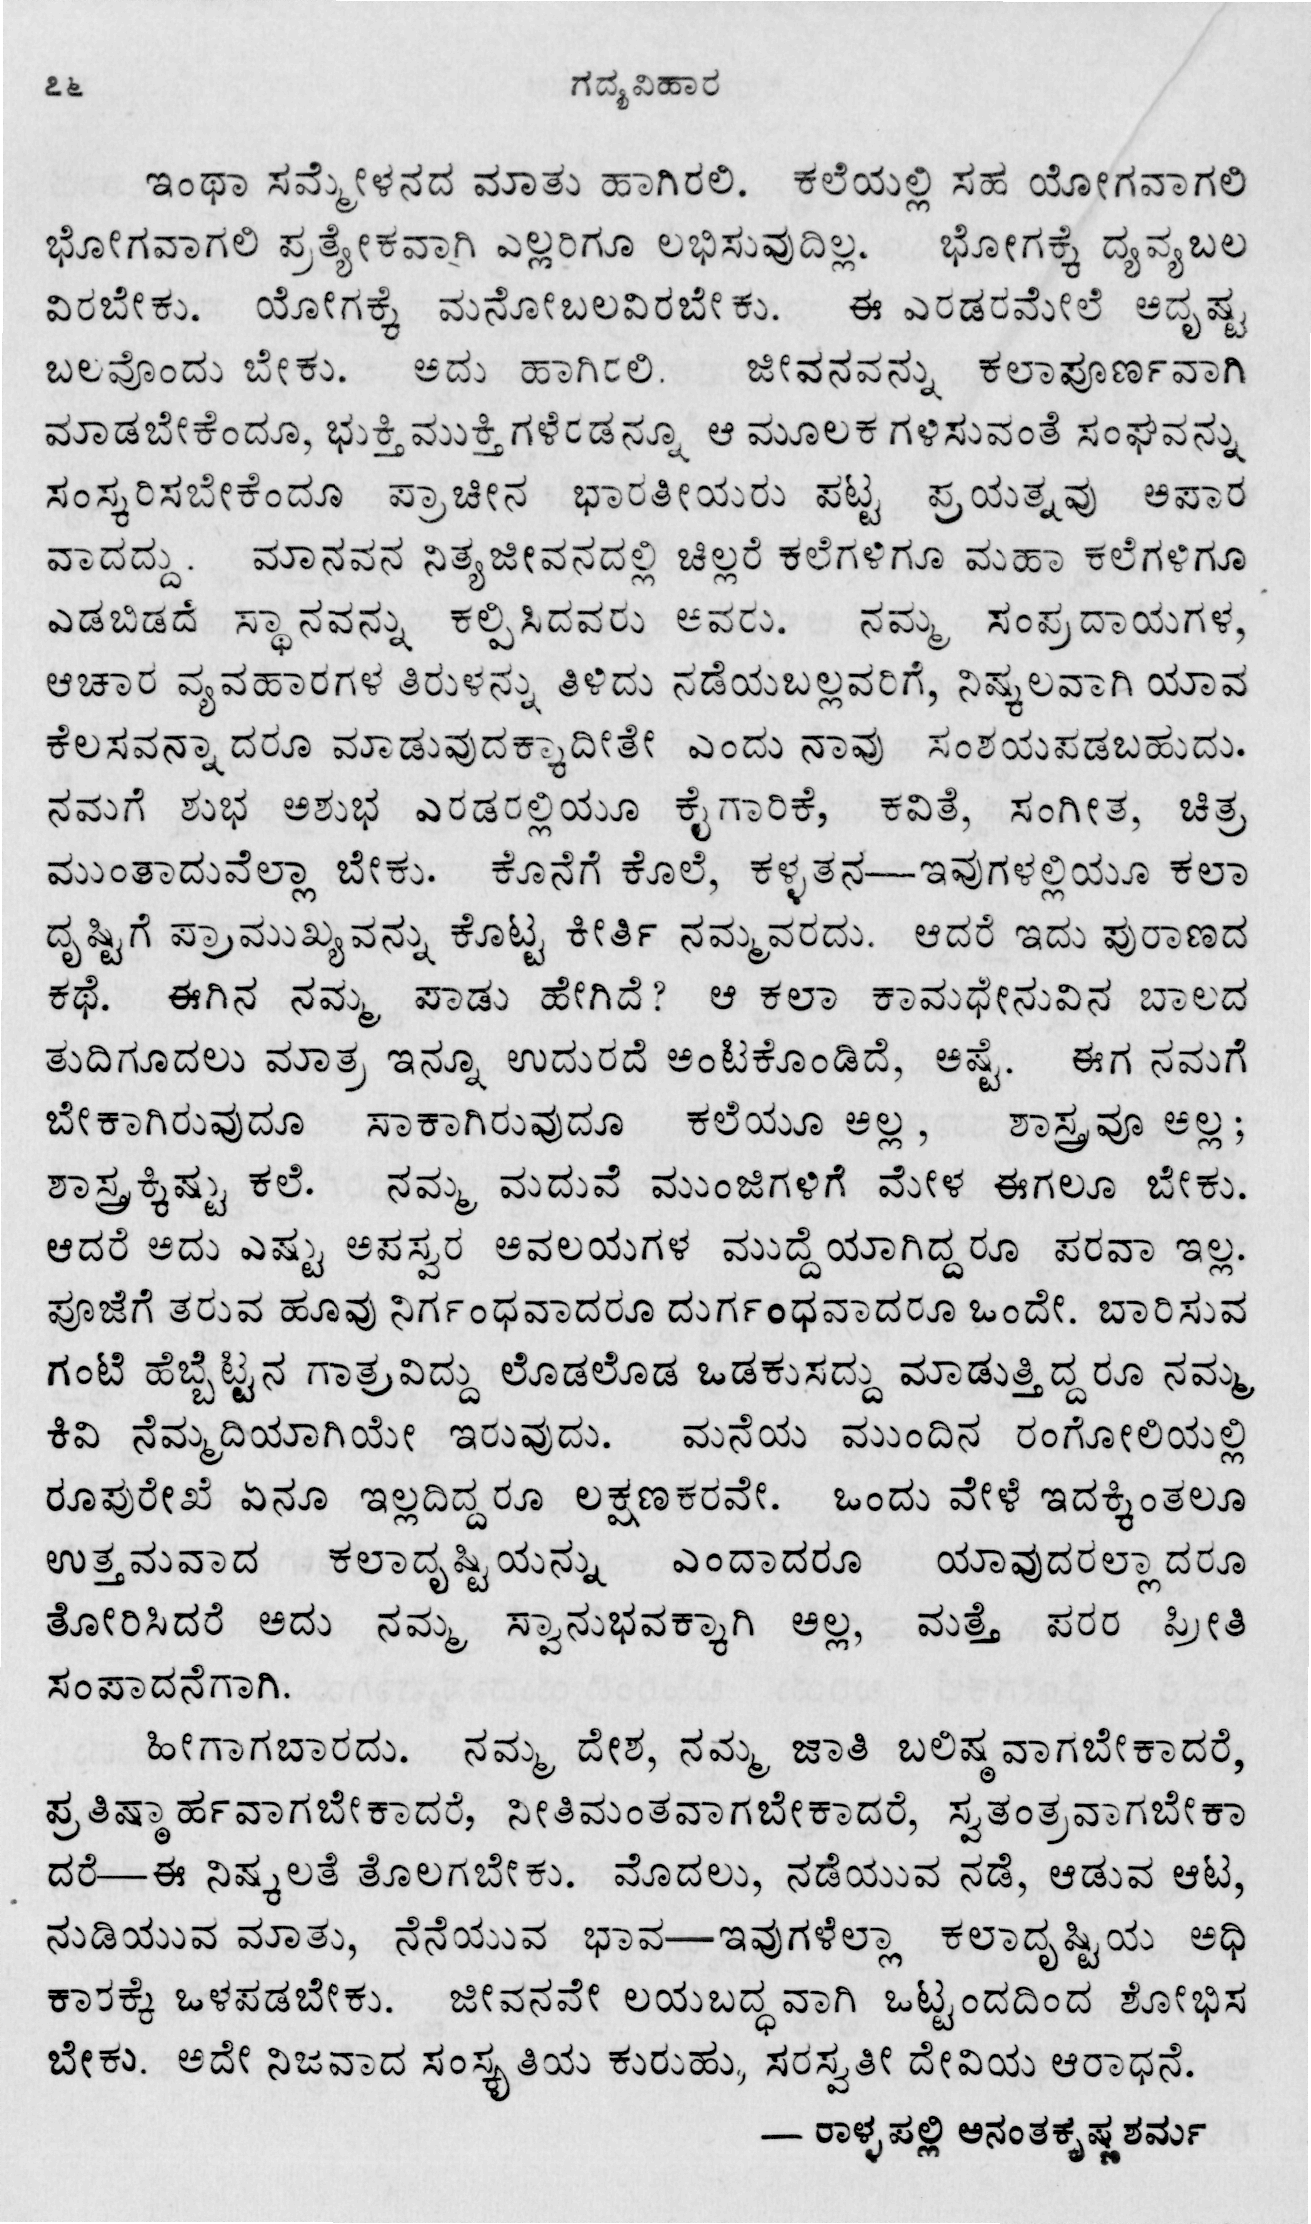 ೭೬ ಗದ್ಯವಿಹಾರ
ಇಂಥಾ ಸಮ್ಮೇಳನದ ಮಾತು ಹಾಗಿರಲಿ. ಕಲೆಯಲ್ಲಿ ಸಹ ಯೋಗವಾಗಲಿ
ಭೋಗವಾಗಲಿ ಪ್ರತ್ಯೇಕವಾಗಿ ಎಲ್ಲರಿಗೂ ಲಭಿಸುವುದಿಲ್ಲ. ಭೋಗಕ್ಕೆ ದ್ಯವ್ಯಬಲ
ವಿರಬೇಕು. ಯೋಗಕ್ಕೆ ಮನೋಬಲವಿರಬೇಕು. ಈ ಎರಡರಮೇಲೆ ಅದೃಷ್ಟ
ಬಲವೊಂದು ಬೇಕು. ಅದು ಹಾಗಿರಲಿ. ಜೀವನವನ್ನು ಕಲಾಪೂರ್ಣವಾಗಿ
ಮಾಡಬೇಕೆಂದೂ, ಭುಕ್ತಿಮುಕ್ತಿಗಳೆರಡನ್ನೂ ಆ ಮೂಲಕ ಗಳಿಸುವಂತೆ ಸಂಘವನ್ನು
ಸಂಸ್ಕರಿಸಬೇಕೆಂದೂ ಪ್ರಾಚೀನ ಭಾರತೀಯರು ಪಟ್ಟ ಪ್ರಯತ್ನವು ಅಪಾರ
ವಾದದ್ದು. ಮಾನವನ ನಿತ್ಯಜೀವನದಲ್ಲಿ ಚಿಲ್ಲರೆ ಕಲೆಗಳಿಗೂ ಮಹಾ ಕಲೆಗಳಿಗೂ
ಎಡಬಿಡದೆ ಸ್ಥಾನವನ್ನು ಕಲ್ಪಿಸಿದವರು ಅವರು. ನಮ್ಮ ಸಂಪ್ರದಾಯಗಳ,
ಆಚಾರ ವ್ಯವಹಾರಗಳ ತಿರುಳನ್ನು ತಿಳಿದು ನಡೆಯಬಲ್ಲವರಿಗೆ, ನಿಷ್ಕಲವಾಗಿ ಯಾವ
ಕೆಲಸವನ್ನಾದರೂ ಮಾಡುವುದಕ್ಕಾದೀತೇ ಎಂದು ನಾವು ಸಂಶಯಪಡಬಹುದು.
ನಮಗೆ ಶುಭ ಅಶುಭ ಎರಡರಲ್ಲಿಯೂ ಕೈಗಾರಿಕೆ, ಕವಿತೆ, ಸಂಗೀತ, ಚಿತ್ರ
ಮುಂತಾದುವೆಲ್ಲಾ ಬೇಕು. ಕೊನೆಗೆ ಕೊಲೆ, ಕಳ್ಳತನ—ಇವುಗಳಲ್ಲಿಯೂ ಕಲಾ
ದೃಷ್ಟಿಗೆ ಪ್ರಾಮುಖ್ಯವನ್ನು ಕೊಟ್ಟ ಕೀರ್ತಿ ನಮ್ಮವರದು. ಆದರೆ ಇದು ಪುರಾಣದ
ಕಥೆ. ಈಗಿನ ನಮ್ಮ ಪಾಡು ಹೇಗಿದೆ? ಆ ಕಲಾ ಕಾಮಧೇನುವಿನ ಬಾಲದ
ತುದಿಗೂದಲು ಮಾತ್ರ ಇನ್ನೂ ಉದುರದೆ ಅಂಟಕೊಂಡಿದೆ, ಅಷ್ಟೆ. ಈಗ ನಮಗೆ
ಬೇಕಾಗಿರುವುದೂ ಸಾಕಾಗಿರುವುದೂ ಕಲೆಯೂ ಅಲ್ಲ, ಶಾಸ್ತ್ರವೂ ಅಲ್ಲ;
ಶಾಸ್ತ್ರಕ್ಕಿಷ್ಟು ಕಲೆ. ನಮ್ಮ ಮದುವೆ ಮುಂಜಿಗಳಿಗೆ ಮೇಳ ಈಗಲೂ ಬೇಕು.
ಆದರೆ ಅದು ಎಷ್ಟು ಅಪಸ್ವರ ಅವಲಯಗಳ ಮುದ್ದೆಯಾಗಿದ್ದರೂ ಪರವಾ ಇಲ್ಲ.
ಪೂಜೆಗೆ ತರುವ ಹೂವು ನಿರ್ಗಂಧವಾದರೂ ದುರ್ಗಂಧವಾದರೂ ಒಂದೇ. ಬಾರಿಸುವ
ಗಂಟೆ ಹೆಬ್ಬೆಟ್ಟಿನ ಗಾತ್ರವಿದ್ದು ಲೊಡಲೊಡ ಒಡಕುಸದ್ದು ಮಾಡುತ್ತಿದ್ದರೂ ನಮ್ಮ
ಕಿವಿ ನೆಮ್ಮದಿಯಾಗಿಯೇ ಇರುವುದು. ಮನೆಯ ಮುಂದಿನ ರಂಗೋಲಿಯಲ್ಲಿ
ರೂಪುರೇಖೆ ಏನೂ ಇಲ್ಲದಿದ್ದರೂ ಲಕ್ಷಣಕರವೇ. ಒಂದು ವೇಳೆ ಇದಕ್ಕಿಂತಲೂ
ಉತ್ತಮವಾದ ಕಲಾದೃಷ್ಟಿಯನ್ನು ಎಂದಾದರೂ ಯಾವುದರಲ್ಲಾದರೂ
ತೋರಿಸಿದರೆ ಅದು ನಮ್ಮ ಸ್ವಾನುಭವಕ್ಕಾಗಿ ಅಲ್ಲ, ಮತ್ತೆ ಪರರ ಪ್ರೀತಿ
ಸಂಪಾದನೆಗಾಗಿ.
ಹೀಗಾಗಬಾರದು. ನಮ್ಮ ದೇಶ, ನಮ್ಮ ಜಾತಿ ಬಲಿಷ್ಠವಾಗಬೇಕಾದರೆ,
ಪ್ರತಿಷ್ಠಾರ್ಹವಾಗಬೇಕಾದರೆ, ನೀತಿಮಂತವಾಗಬೇಕಾದರೆ, ಸ್ವತಂತ್ರವಾಗಬೇಕಾ
ದರೆ—ಈ ನಿಷ್ಕಲತೆ ತೊಲಗಬೇಕು. ಮೊದಲು, ನಡೆಯುವ ನಡೆ, ಆಡುವ ಆಟ,
ನುಡಿಯುವ ಮಾತು, ನೆನೆಯುವ ಭಾವ—ಇವುಗಳೆಲ್ಲಾ ಕಲಾದೃಷ್ಟಿಯ ಅಧಿ
ಕಾರಕ್ಕೆ ಒಳಪಡಬೇಕು. ಜೀವನವೇ ಲಯಬದ್ಧವಾಗಿ ಒಟ್ಟಂದದಿಂದ ಶೋಭಿಸ
ಬೇಕು. ಅದೇ ನಿಜವಾದ ಸಂಸ್ಕೃತಿಯ ಕುರುಹು, ಸರಸ್ವತೀ ದೇವಿಯ ಆರಾಧನೆ.
— ರಾಳ್ಳಪಲ್ಲಿ ಅನಂತಕೃಷ್ಣಶರ್ಮ